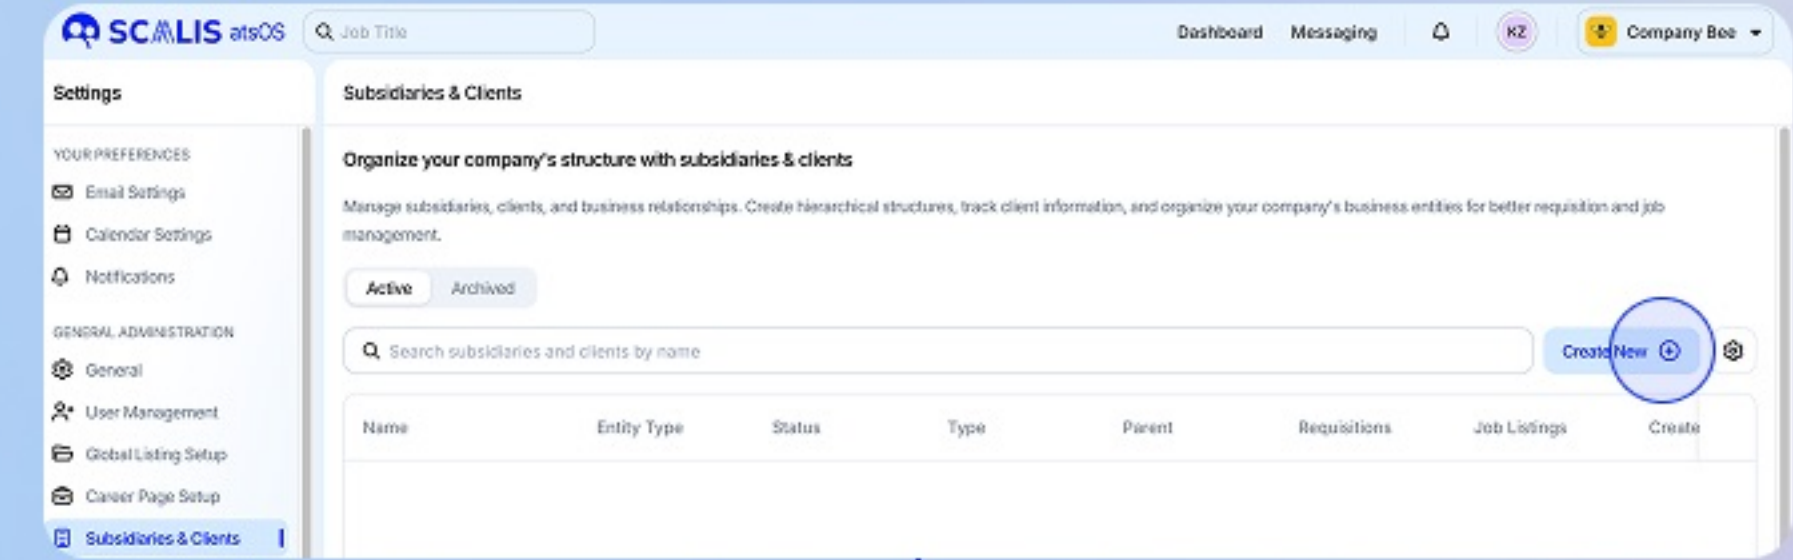 SCALIS atsOS
Job Title
Dashboard
Messaging
KZ
Company Bee
Settings
Subsidiaries & Clients
YOUR PREFERENCES
Email Settings
Calendar Settings
Notifications
GENERAL ADMINISTRATION
General
User Management
Global Listing Setup
Career Page Setup
Subsidiaries & Clients
Organize your company's structure with subsidiaries & clients
Manage subsidiaries, clients, and business relationships. Create hierarchical structures, track client information, and organize your company's business entities for better requisition and job
management.
Active
Archived
Search subsidiaries and clients by name
Create New
Name
Entity Type
Status
Type
Parent
Requisitions
Job Listings
Create